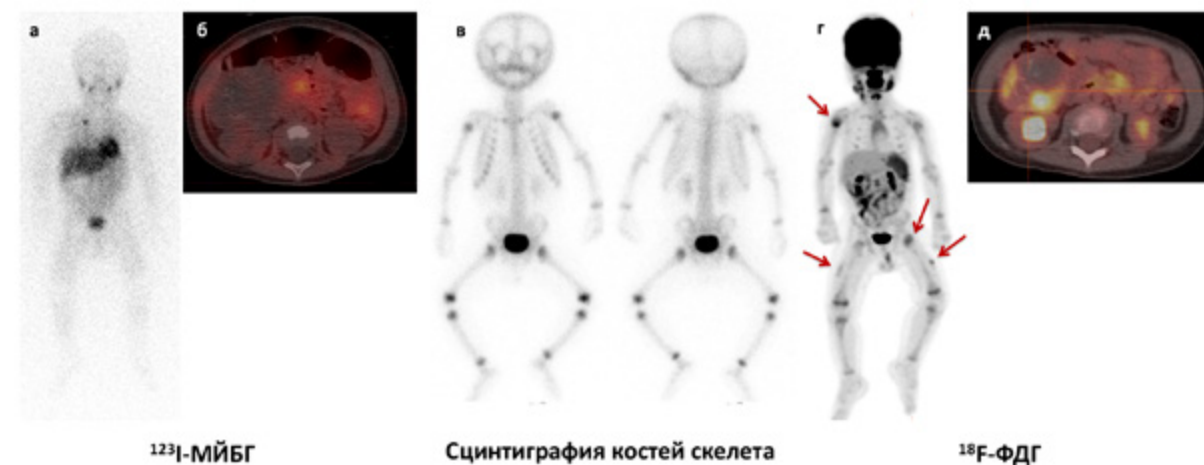 а
б
в
г
д
¹²³I-МЙБГ
Сцинтиграфия костей скелета
¹⁸F-ФДГ